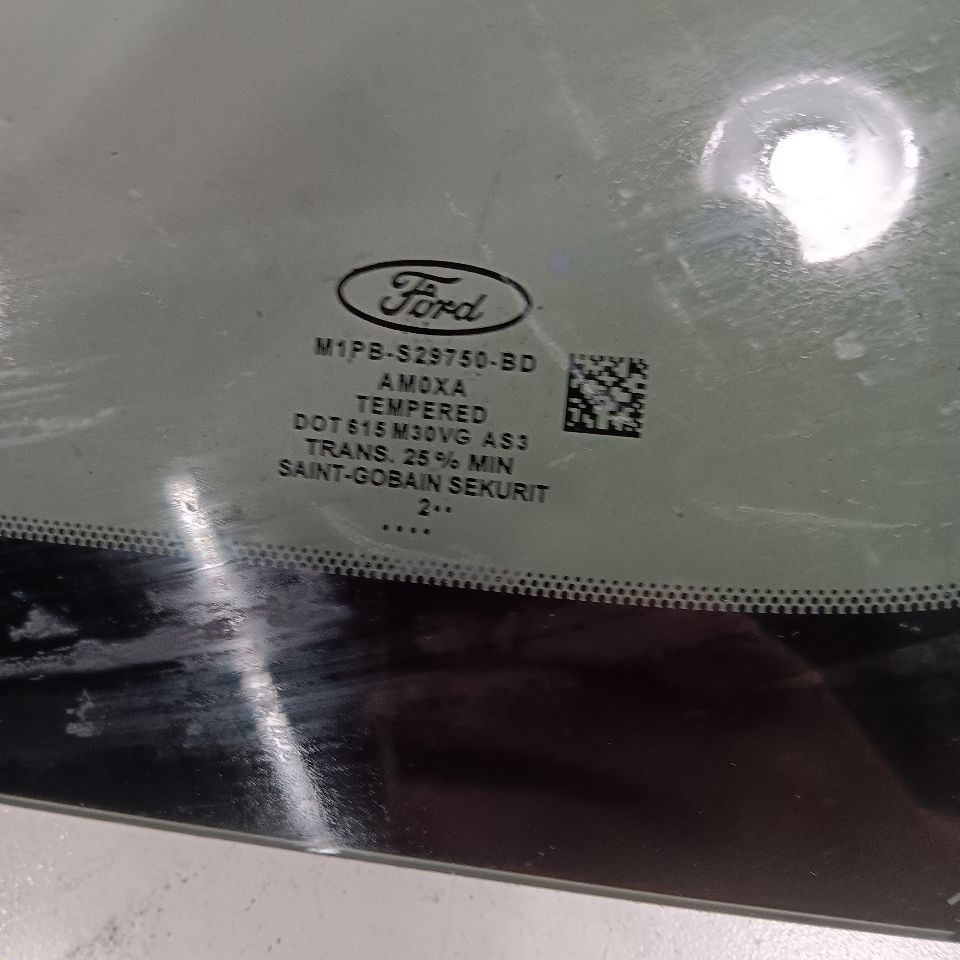 Ford
M1PB-S29750-BD
AM0XA
TEMPERED
DOT 615 M30VG AS3
TRANS. 25% MIN
SAINT-GOBAIN SEKURIT
2••
••••